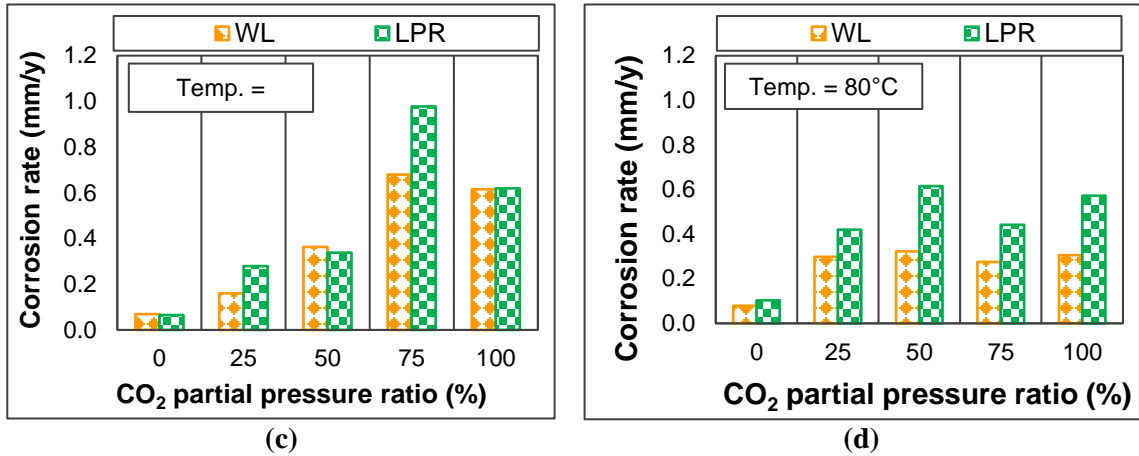 WL LPR
1.2
1.0
0.8
0.6
0.4
0.2
0.0
Corrosion rate (mm/y)
Temp. =
0 25 50 75 100
CO₂ partial pressure ratio (%)
(c)
WL LPR
1.2
1.0
0.8
0.6
0.4
0.2
0.0
Corrosion rate (mm/y)
Temp. = 80°C
0 25 50 75 100
CO₂ partial pressure ratio (%)
(d)